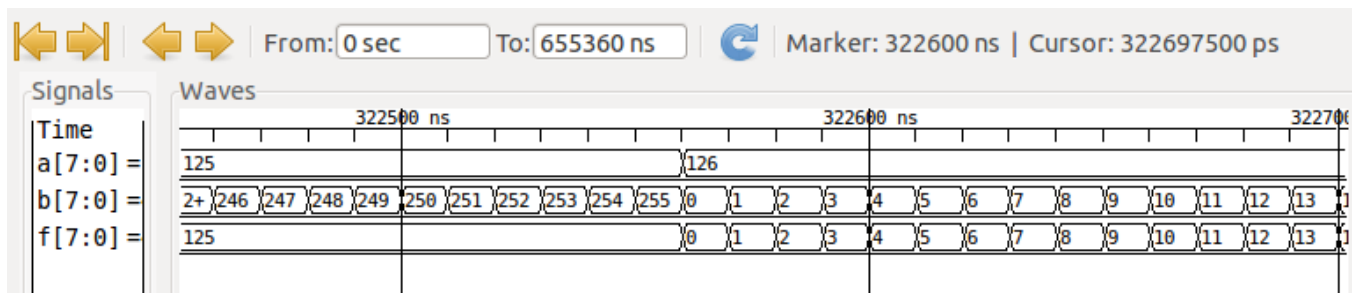 From: 0 sec To: 655360 ns Marker: 322600 ns | Cursor: 322697500 ps
Signals Waves
Time 322500 ns 322600 ns 32270
a[7:0] = 125 126
b[7:0] = 2+ 246 247 248 249 250 251 252 253 254 255 0 1 2 3 4 5 6 7 8 9 10 11 12 13 1
f[7:0] = 125 0 1 2 3 4 5 6 7 8 9 10 11 12 13 1